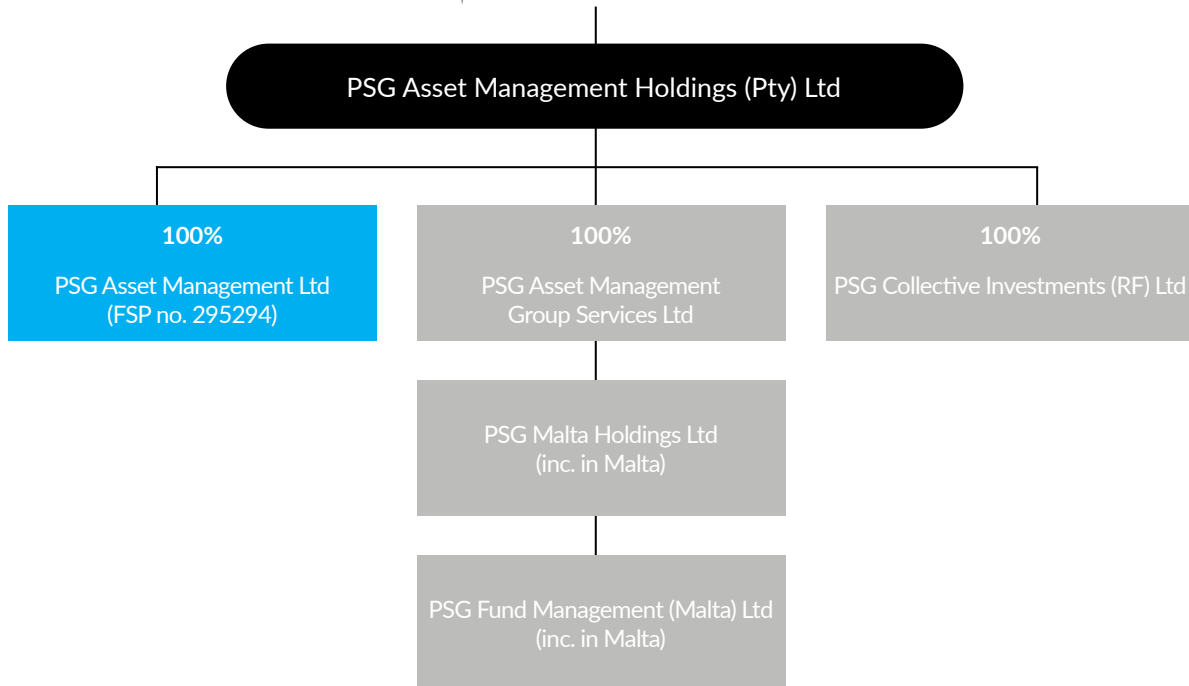 PSG Asset Management Holdings (Pty) Ltd
100%
PSG Asset Management Ltd
(FSP no. 295294)
100%
PSG Asset Management
Group Services Ltd
100%
PSG Collective Investments (RF) Ltd
PSG Malta Holdings Ltd
(inc. in Malta)
PSG Fund Management (Malta) Ltd
(inc. in Malta)